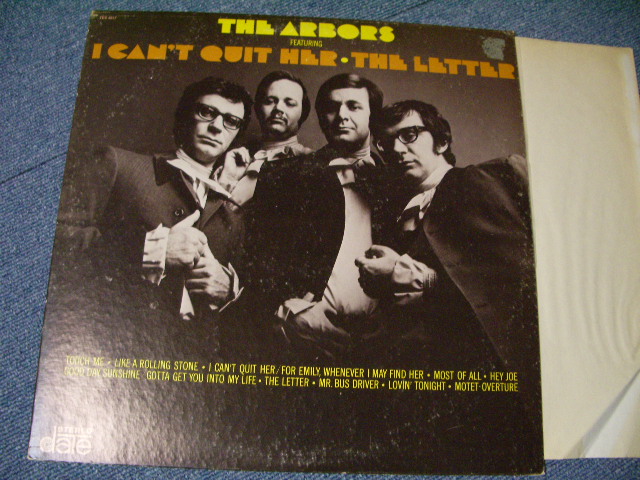 THE ARBORS
FEATURING
I CAN'T QUIT HER • THE LETTER
TOUCH ME • LIKE A ROLLING STONE • I CAN'T QUIT HER/FOR EMILY, WHENEVER I MAY FIND HER • MOST OF ALL • HEY JOE
GOOD DAY SUNSHINE/GOTTA GET YOU INTO MY LIFE • THE LETTER • MR. BUS DRIVER • LOVIN' TONIGHT • MOTET-OVERTURE
STEREO
date